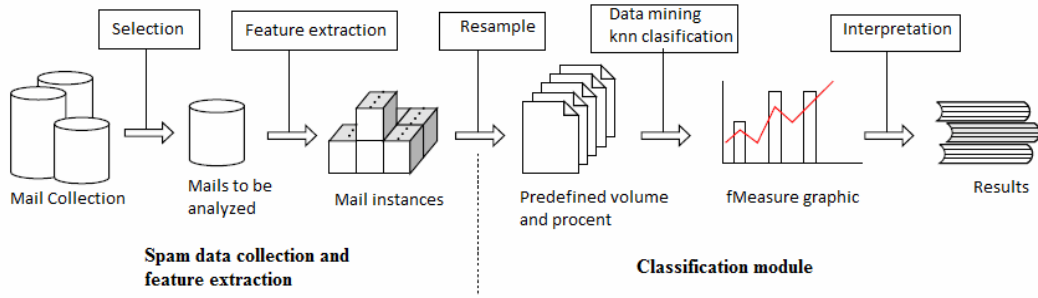 Selection
Feature extraction
Resample
Data mining
knn clasification
Interpretation
Mail Collection
Mails to be
analyzed
Mail instances
Predefined volume
and procent
fMeasure graphic
Results
Spam data collection and
feature extraction
Classification module